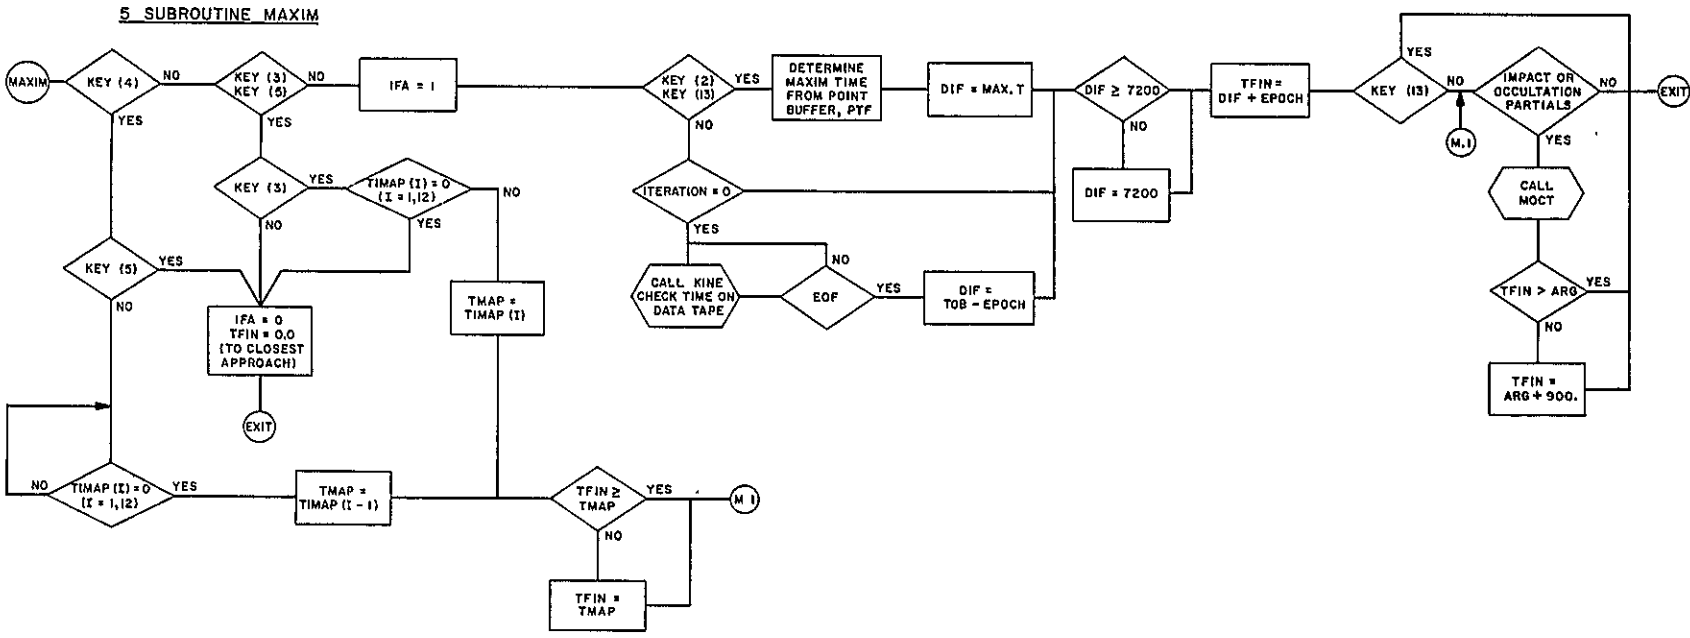 5 SUBROUTINE MAXIM
MAXIM
KEY (4)
NO
YES
KEY (3)
KEY (5)
NO
YES
IFA = 1
KEY (2)
KEY (13)
YES
NO
DETERMINE
MAXIM TIME
FROM POINT
BUFFER, PTF
DIF = MAX. T
DIF ≥ 7200
NO
DIF = 7200
TFIN =
DIF + EPOCH
YES
KEY (13)
NO
M.1
IMPACT OR
OCCULTATION
PARTIALS
NO
YES
EXIT
KEY (3)
YES
NO
TIMAP (I) = 0
(I = 1,12)
NO
YES
ITERATION = 0
YES
CALL
MOCT
KEY (5)
YES
NO
CALL KINE
CHECK TIME ON
DATA TAPE
NO
EOF
YES
DIF =
TOB - EPOCH
TFIN > ARG
YES
NO
TMAP =
TIMAP (I)
IFA = 0
TFIN = 0.0
(TO CLOSEST
APPROACH)
EXIT
TFIN =
ARG + 900.
NO
TIMAP (I) = 0
(I = 1,12)
YES
TMAP =
TIMAP (I - 1)
TFIN ≥
TMAP
YES
NO
M 1
TFIN =
TMAP